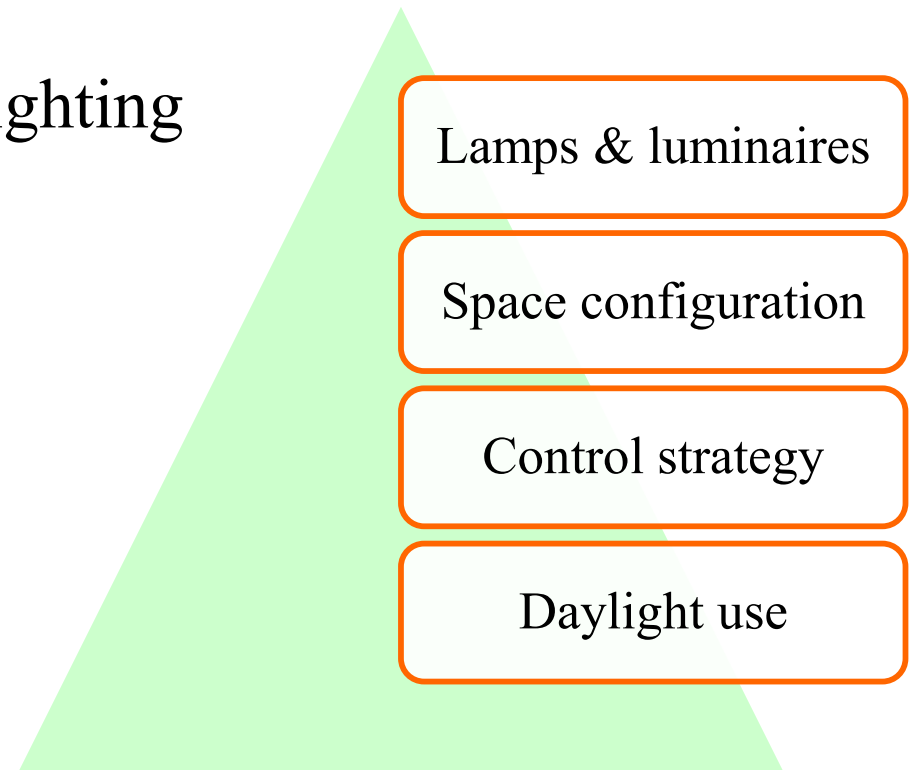 ghting
Lamps & luminaires
Space configuration
Control strategy
Daylight use